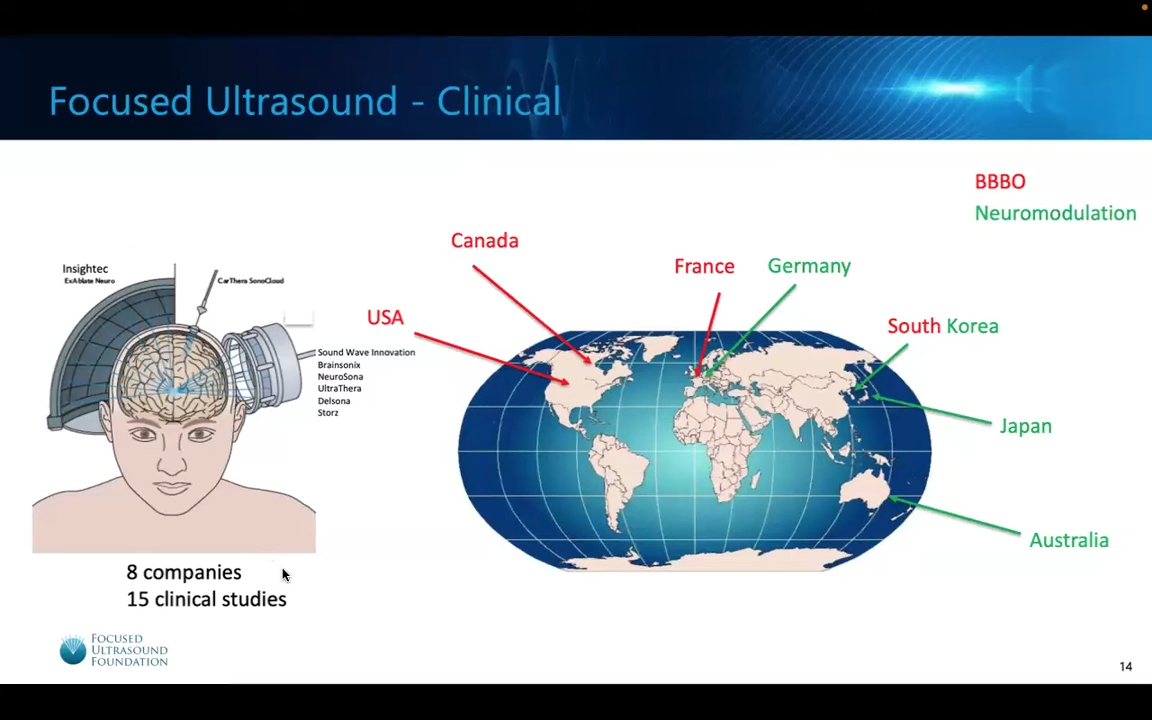 Focused Ultrasound - Clinical
BBBO
Neuromodulation
Canada
France
Germany
USA
South Korea
Japan
Australia
Insightec
ExAblate Neuro
CarThera SonoCloud
Sound Wave Innovation
Brainsonix
NeuroSona
UltraThera
Delsona
Storz
8 companies
15 clinical studies
FOCUSED
ULTRASOUND
FOUNDATION
14